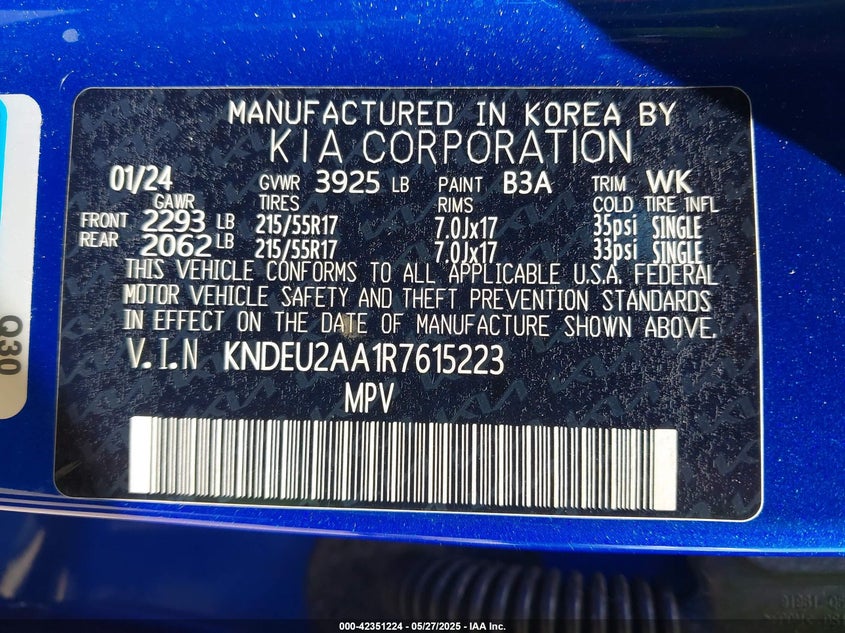 MANUFACTURED IN KOREA BY
KIA CORPORATION
01/24 GVWR 3925 LB PAINT B3A TRIM WK
GAWR TIRES RIMS COLD TIRE INFL
FRONT 2293 LB 215/55R17 7.0Jx17 35psi SINGLE
REAR 2062 LB 215/55R17 7.0Jx17 33psi SINGLE
THIS VEHICLE CONFORMS TO ALL APPLICABLE U.S.A. FEDERAL
MOTOR VEHICLE SAFETY AND THEFT PREVENTION STANDARDS
IN EFFECT ON THE DATE OF MANUFACTURE SHOWN ABOVE.
V.I.N KNDEU2AA1R7615223
MPV
Q30
000-42351224 - 05/27/2025 - IAA Inc.